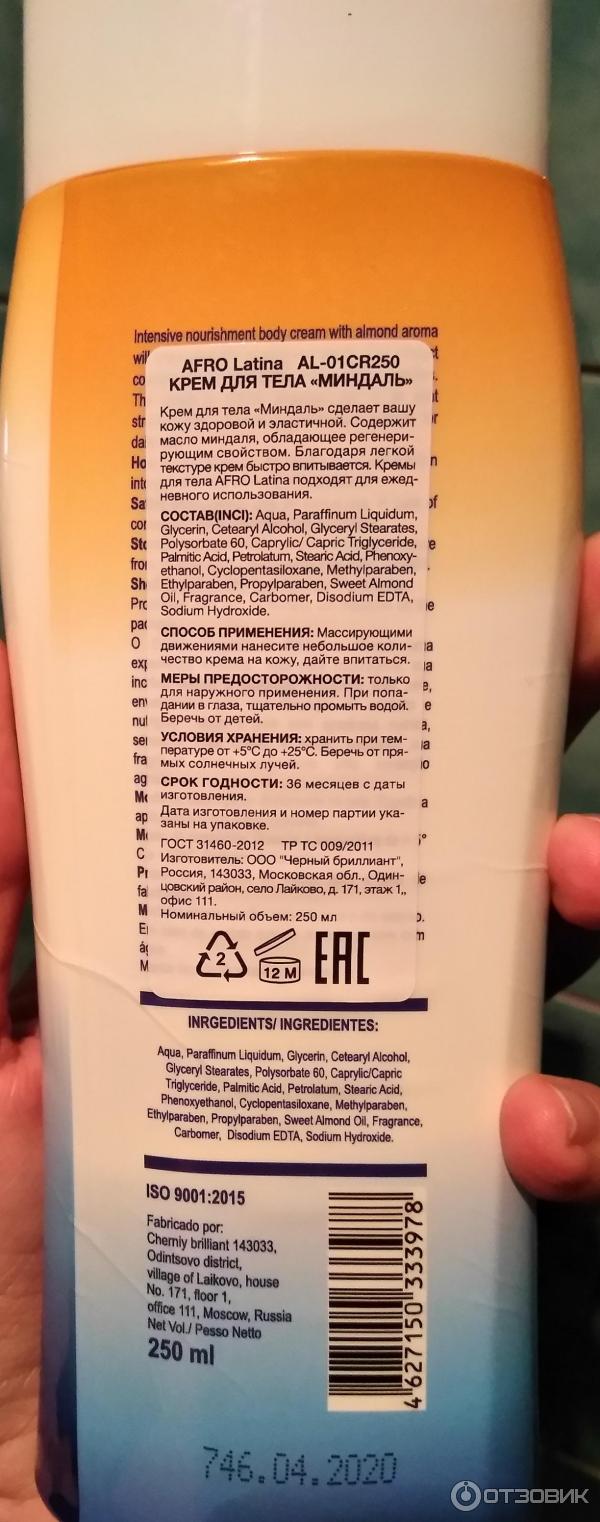 Intensive nourishment body cream with almond aroma
AFRO Latina AL-01CR250
КРЕМ ДЛЯ ТЕЛА «МИНДАЛЬ»
Крем для тела «Миндаль» сделает вашу
кожу здоровой и эластичной. Содержит
масло миндаля, обладающее регенери-
рующим свойством. Благодаря легкой
текстуре крем быстро впитывается. Кремы
для тела AFRO Latina подходят для ежед-
невного использования.
СОСТАВ(INCI): Aqua, Paraffinum Liquidum,
Glycerin, Cetearyl Alcohol, Glyceryl Stearates,
Polysorbate 60, Caprylic/ Capric Triglyceride,
Palmitic Acid, Petrolatum, Stearic Acid, Phenoxy-
ethanol, Cyclopentasiloxane, Methylparaben,
Ethylparaben, Propylparaben, Sweet Almond
Oil, Fragrance, Carbomer, Disodium EDTA,
Sodium Hydroxide.
СПОСОБ ПРИМЕНЕНИЯ: Массирующими
движениями нанесите небольшое коли-
чество крема на кожу, дайте впитаться.
МЕРЫ ПРЕДОСТОРОЖНОСТИ: только
для наружного применения. При попа-
дании в глаза, тщательно промыть водой.
Беречь от детей.
УСЛОВИЯ ХРАНЕНИЯ: хранить при тем-
пературе от +5°С до +25°С. Беречь от пря-
мых солнечных лучей.
СРОК ГОДНОСТИ: 36 месяцев с даты
изготовления.
Дата изготовления и номер партии ука-
заны на упаковке.
ГОСТ 31460-2012 ТР ТС 009/2011
Изготовитель: ООО "Черный бриллиант",
Россия, 143033, Московская обл., Один-
цовский район, село Лайково, д. 171, этаж 1,,
офис 111.
Номинальный объем: 250 мл
2 12 M EAC
INRGEDIENTS/ INGREDIENTES:
Aqua, Paraffinum Liquidum, Glycerin, Cetearyl Alcohol,
Glyceryl Stearates, Polysorbate 60, Caprylic/Capric
Triglyceride, Palmitic Acid, Petrolatum, Stearic Acid,
Phenoxyethanol, Cyclopentasiloxane, Methylparaben,
Ethylparaben, Propylparaben, Sweet Almond Oil, Fragrance,
Carbomer, Disodium EDTA, Sodium Hydroxide.
ISO 9001:2015
Fabricado por:
Cherniy brilliant 143033,
Odintsovo district,
village of Laikovo, house
No. 171, floor 1,
office 111, Moscow, Russia
Net Vol./ Pesso Netto
250 ml
4 627150 333978
746.04.2020
ОТЗОВИК